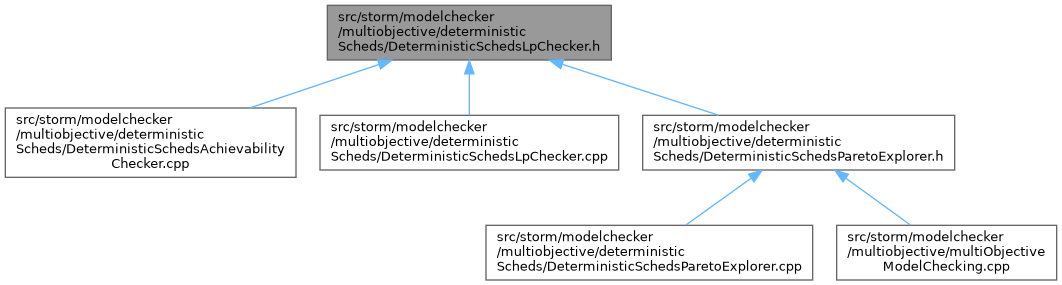 src/storm/modelchecker
/multiobjective/deterministic
Scheds/DeterministicSchedsLpChecker.h
src/storm/modelchecker
/multiobjective/deterministic
Scheds/DeterministicSchedsAchievability
Checker.cpp
src/storm/modelchecker
/multiobjective/deterministic
Scheds/DeterministicSchedsLpChecker.cpp
src/storm/modelchecker
/multiobjective/deterministic
Scheds/DeterministicSchedsParetoExplorer.h
src/storm/modelchecker
/multiobjective/deterministic
Scheds/DeterministicSchedsParetoExplorer.cpp
src/storm/modelchecker
/multiobjective/multiObjective
ModelChecking.cpp